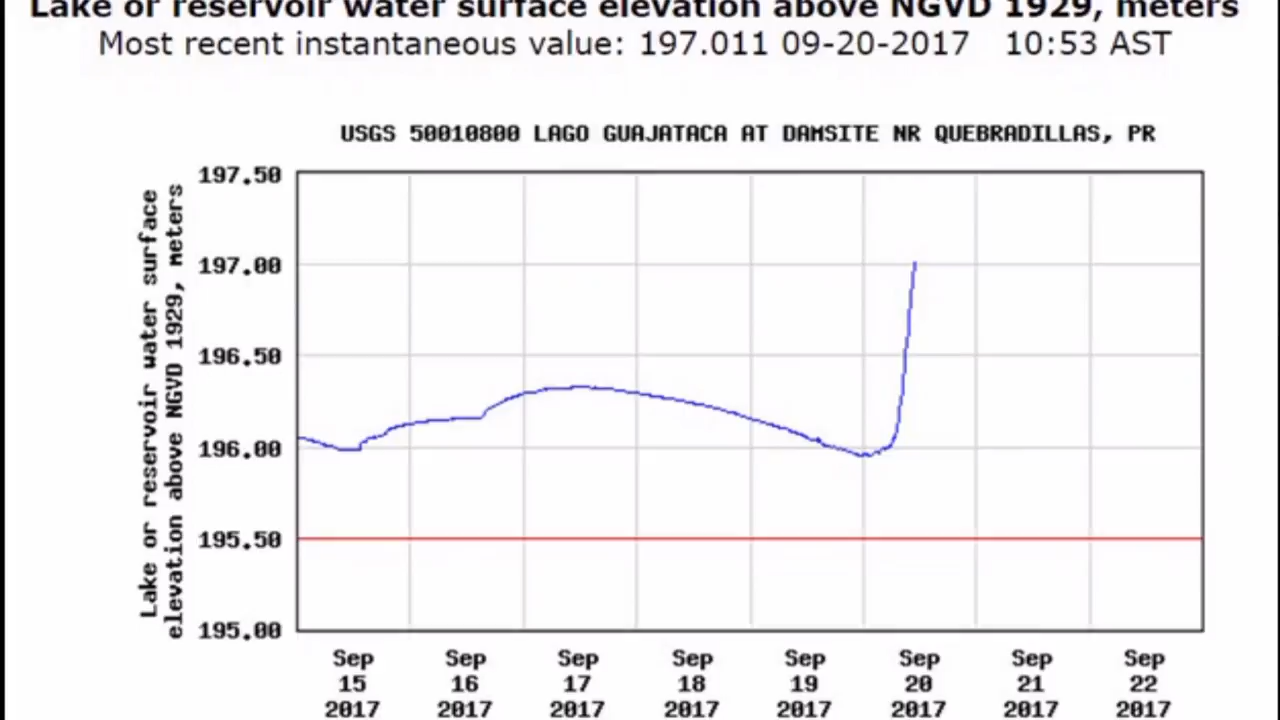 Lake or reservoir water surface elevation above NGVD 1929, meters
Most recent instantaneous value: 197.011 09-20-2017 10:53 AST
USGS 50010800 LAGO GUAJATACA AT DAMSITE NR QUEBRADILLAS, PR
Lake or reservoir water surface
elevation above NGVD 1929, meters
197.50
197.00
196.50
196.00
195.50
195.00
Sep Sep Sep Sep Sep Sep Sep Sep
15 16 17 18 19 20 21 22
2017 2017 2017 2017 2017 2017 2017 2017